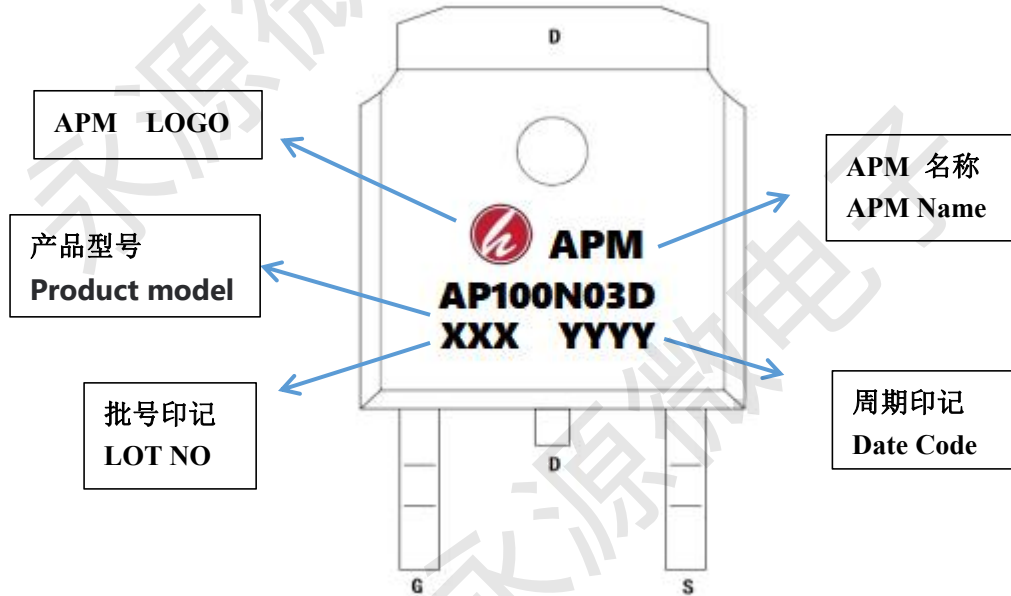 D
APM LOGO
APM 名称
APM Name
产品型号
Product model
APM
AP100N03D
XXX YYYY
批号印记
LOT NO
周期印记
Date Code
D
G
S
永源微电子
永源微电子